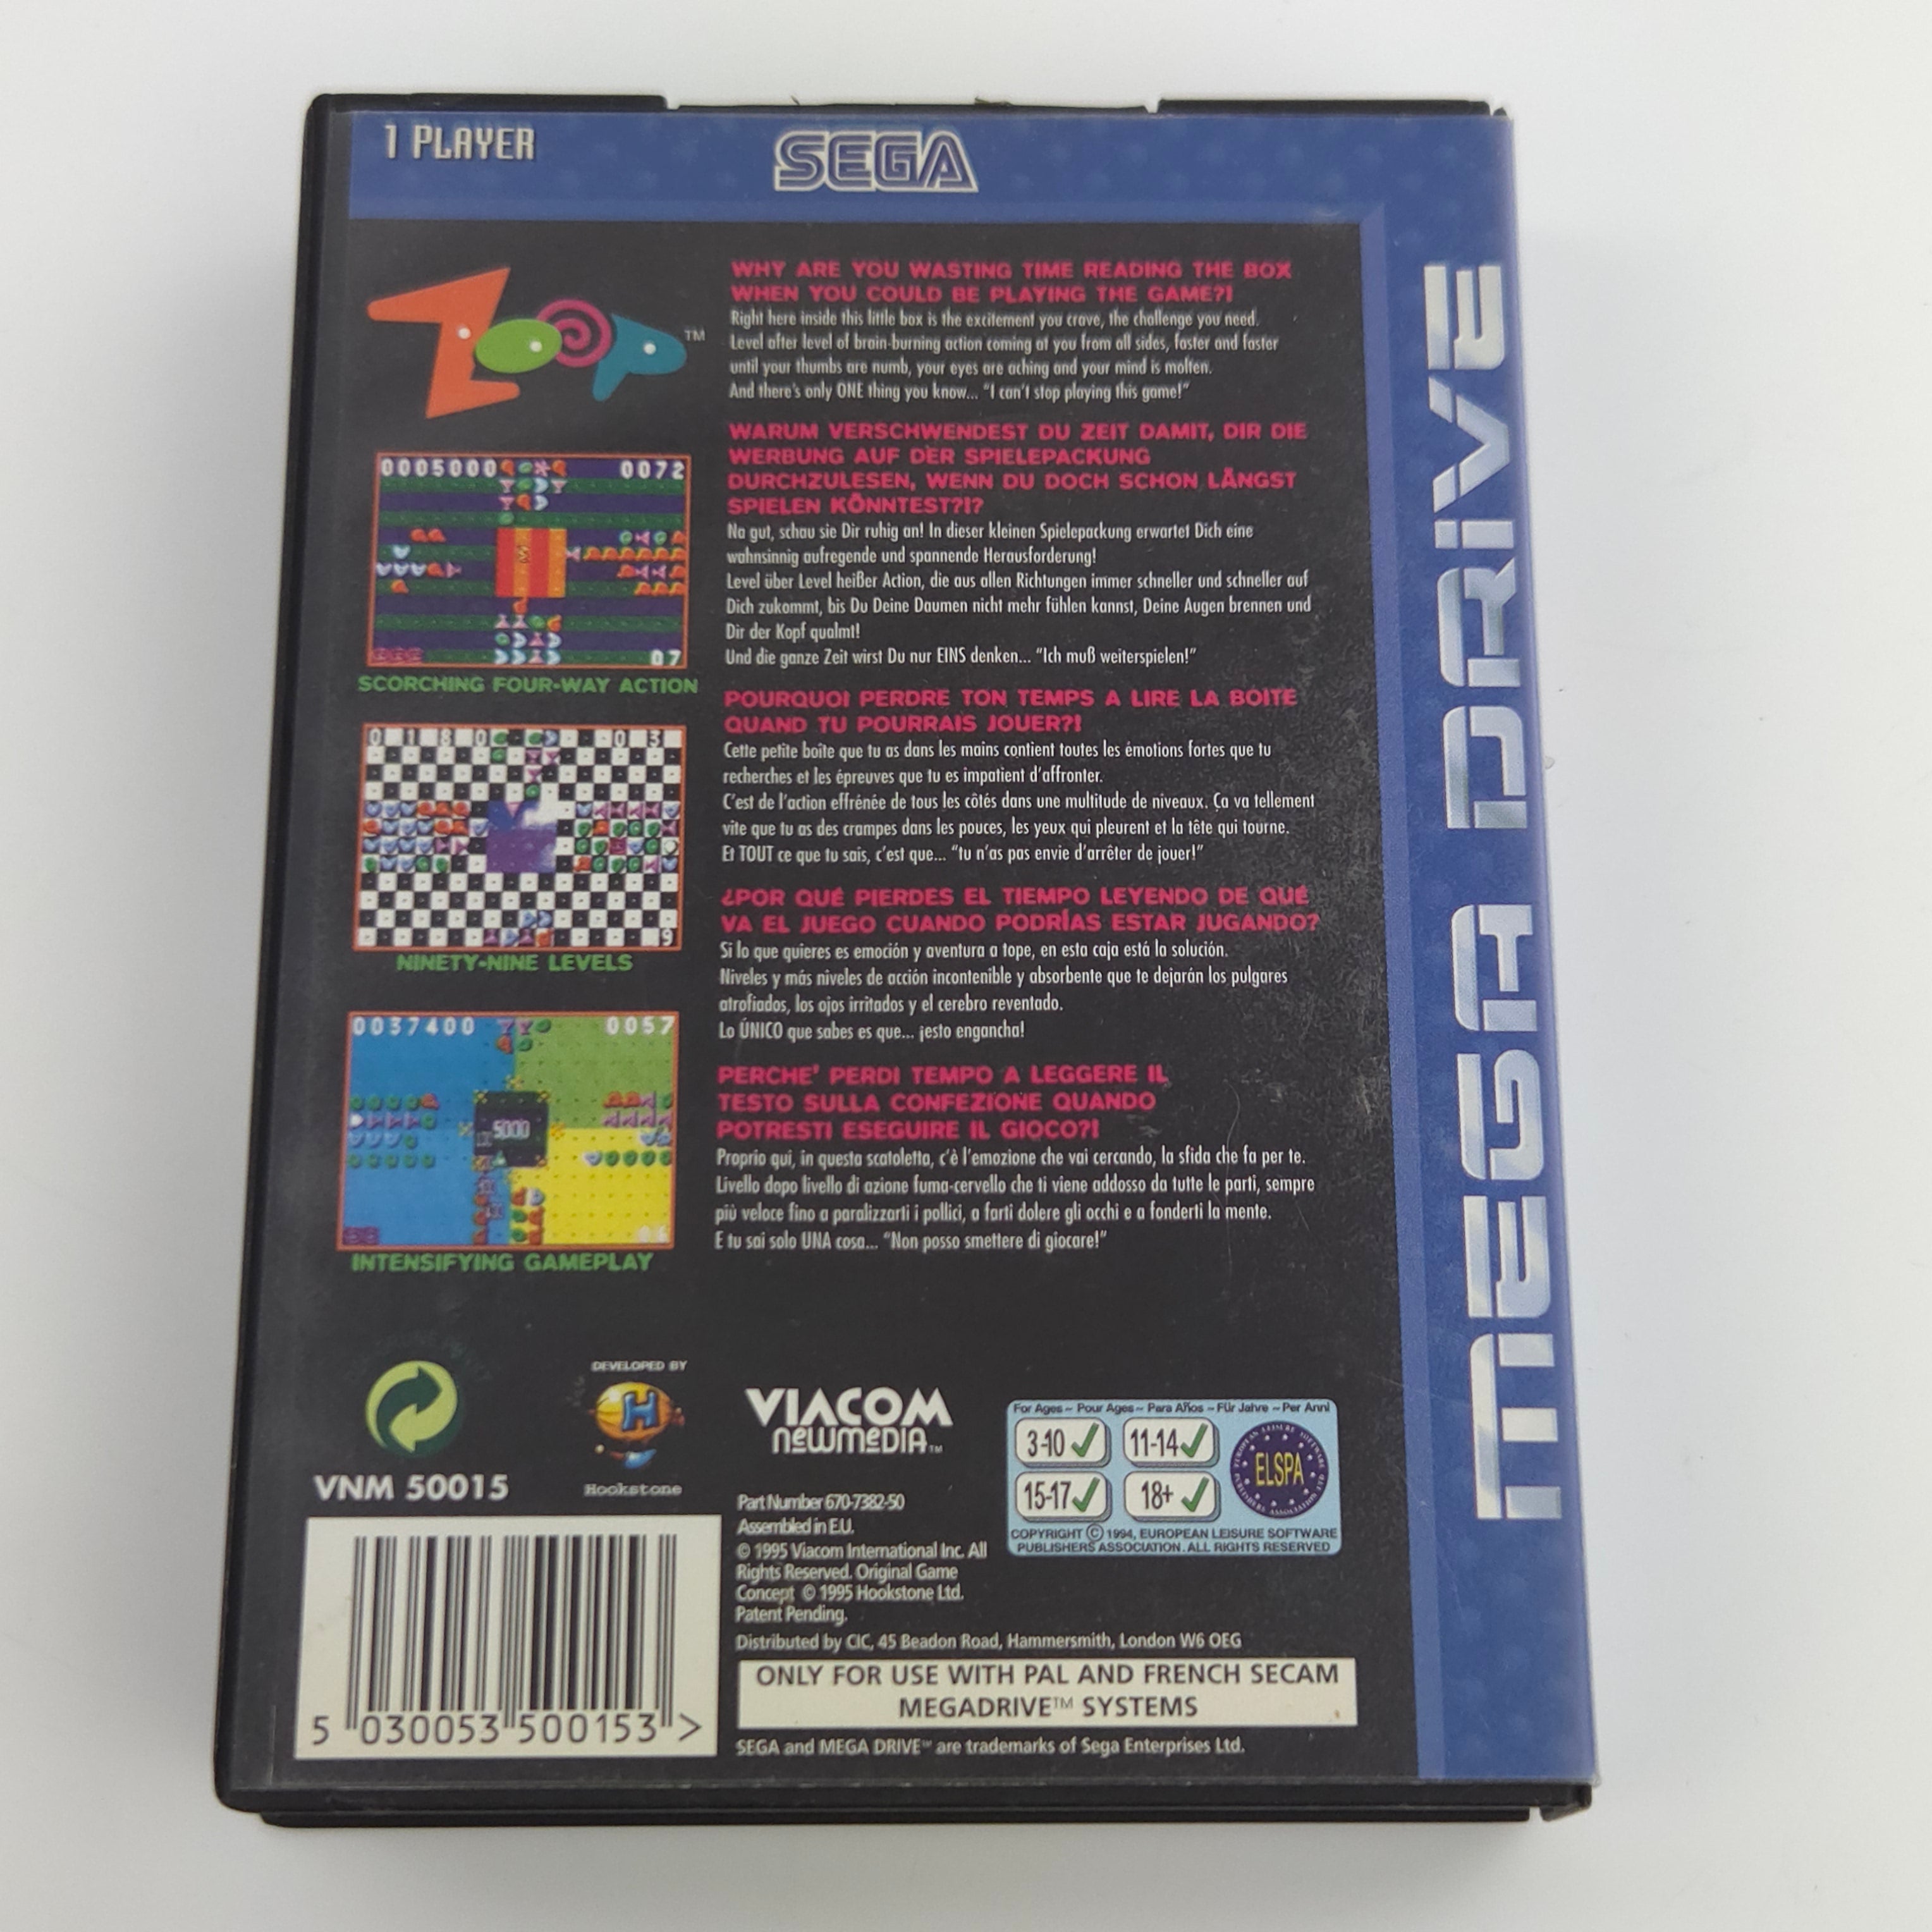 1 PLAYER
SEGA
MEGA DRIVE
Zoop™
WHY ARE YOU WASTING TIME READING THE BOX
WHEN YOU COULD BE PLAYING THE GAME?!
Right here inside this little box is the excitement you crave, the challenge you need.
Level after level of brain-burning action coming at you from all sides, faster and faster
until your thumbs are numb, your eyes are aching and your mind is molten.
And there's only ONE thing you know... "I can't stop playing this game!"
WARUM VERSCHWENDEST DU ZEIT DAMIT, DIR DIE
WERBUNG AUF DER SPIELEPACKUNG
DURCHZULESEN, WENN DU DOCH SCHON LÄNGST
SPIELEN KÖNNTEST?!?
Na gut, schau sie Dir ruhig an! In dieser kleinen Spielepackung erwartet Dich eine
wahnsinnig aufregende und spannende Herausforderung!
Level über Level heißer Action, die aus allen Richtungen immer schneller und schneller auf
Dich zukommt, bis Du Deine Daumen nicht mehr fühlen kannst, Deine Augen brennen und
Dir der Kopf qualmt!
Und die ganze Zeit wirst Du nur EINS denken... "Ich muß weiterspielen!"
POURQUOI PERDRE TON TEMPS A LIRE LA BOITE
QUAND TU POURRAIS JOUER?!
Cette petite boîte que tu as dans les mains contient toutes les émotions fortes que tu
recherches et les épreuves que tu es impatient d'affronter.
C'est de l'action effrénée de tous les côtés dans une multitude de niveaux. Ça va tellement
vite que tu as des crampes dans les pouces, les yeux qui pleurent et la tête qui tourne.
Et TOUT ce que tu sais, c'est que... "tu n'as pas envie d'arrêter de jouer!"
¿POR QUÉ PIERDES EL TIEMPO LEYENDO DE QUÉ
VA EL JUEGO CUANDO PODRÍAS ESTAR JUGANDO?
Si lo que quieres es emoción y aventura a tope, en esta caja está la solución.
Niveles y más niveles de acción incontenible y absorbente que te dejarán los pulgares
atrofiados, los ojos irritados y el cerebro reventado.
Lo ÚNICO que sabes es que... ¡esto engancha!
PERCHE' PERDI TEMPO A LEGGERE IL
TESTO SULLA CONFEZIONE QUANDO
POTRESTI ESEGUIRE IL GIOCO?!
Proprio qui, in questa scatoletta, c'è l'emozione che vai cercando, la sfida che fa per te.
Livello dopo livello di azione fuma-cervello che ti viene addosso da tutte le parti, sempre
più veloce fino a paralizzarti i pollici, a farti dolere gli occhi e a fonderti la mente.
E tu sai solo UNA cosa... "Non posso smettere di giocare!"
0005000 0072
07
SCORCHING FOUR-WAY ACTION
0180 03
9
NINETY-NINE LEVELS
0037400 0057
5000
06
INTENSIFYING GAMEPLAY
VNM 50015
DEVELOPED BY
H
Hookstone
VIACOM
NEWMEDIA™
For Ages ~ Pour Ages ~ Para Años ~ Für Jahre ~ Per Anni
3-10 ✓ 11-14 ✓
15-17 ✓ 18+ ✓
ELSPA
EUROPEAN LEISURE SOFTWARE PUBLISHERS ASSOCIATION LTD
COPYRIGHT © 1994, EUROPEAN LEISURE SOFTWARE
PUBLISHERS ASSOCIATION. ALL RIGHTS RESERVED
Part Number 670-7382-50
Assembled in E.U.
© 1995 Viacom International Inc. All
Rights Reserved. Original Game
Concept © 1995 Hookstone Ltd.
Patent Pending.
Distributed by CIC, 45 Beadon Road, Hammersmith, London W6 OEG
ONLY FOR USE WITH PAL AND FRENCH SECAM
MEGADRIVE™ SYSTEMS
SEGA and MEGA DRIVE™ are trademarks of Sega Enterprises Ltd.
5 030053 500153 >